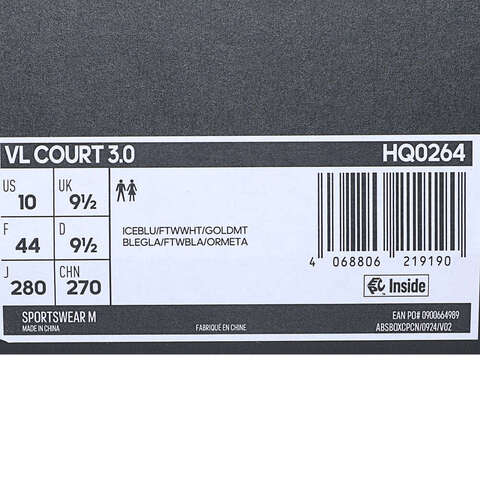 VL COURT 3.0 HQ0264
US 10 UK 9½
F 44 D 9½
J 280 CHN 270
ICEBLU/FTWWHT/GOLDMT
BLEGLA/FTWBLA/ORMETA
4 068806 219190
Inside
SPORTSWEAR M
MADE IN CHINA
FABRIQUÉ EN CHINE
EAN PO# 0900664989
ABSBOXCPCN/0924/V02